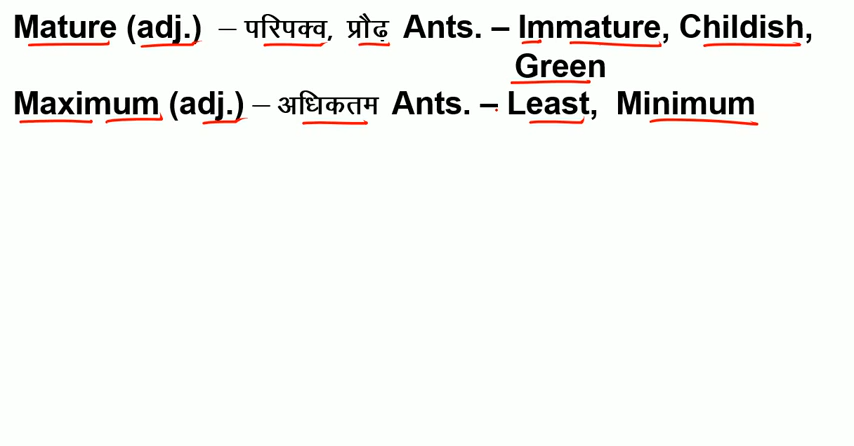 Mature (adj.) – परिपक्व, प्रौढ़ Ants. – Immature, Childish,
Green
Maximum (adj.) – अधिकतम Ants. – Least, Minimum